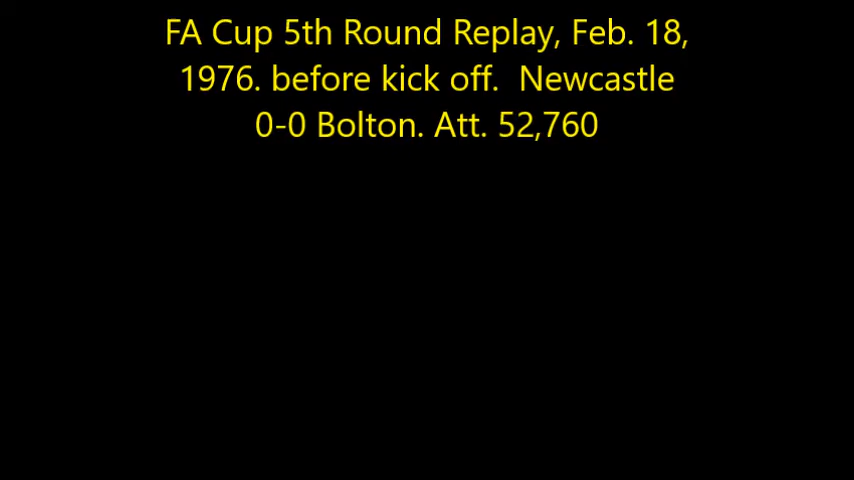 FA Cup 5th Round Replay, Feb. 18,
1976. before kick off.  Newcastle
0-0 Bolton. Att. 52,760